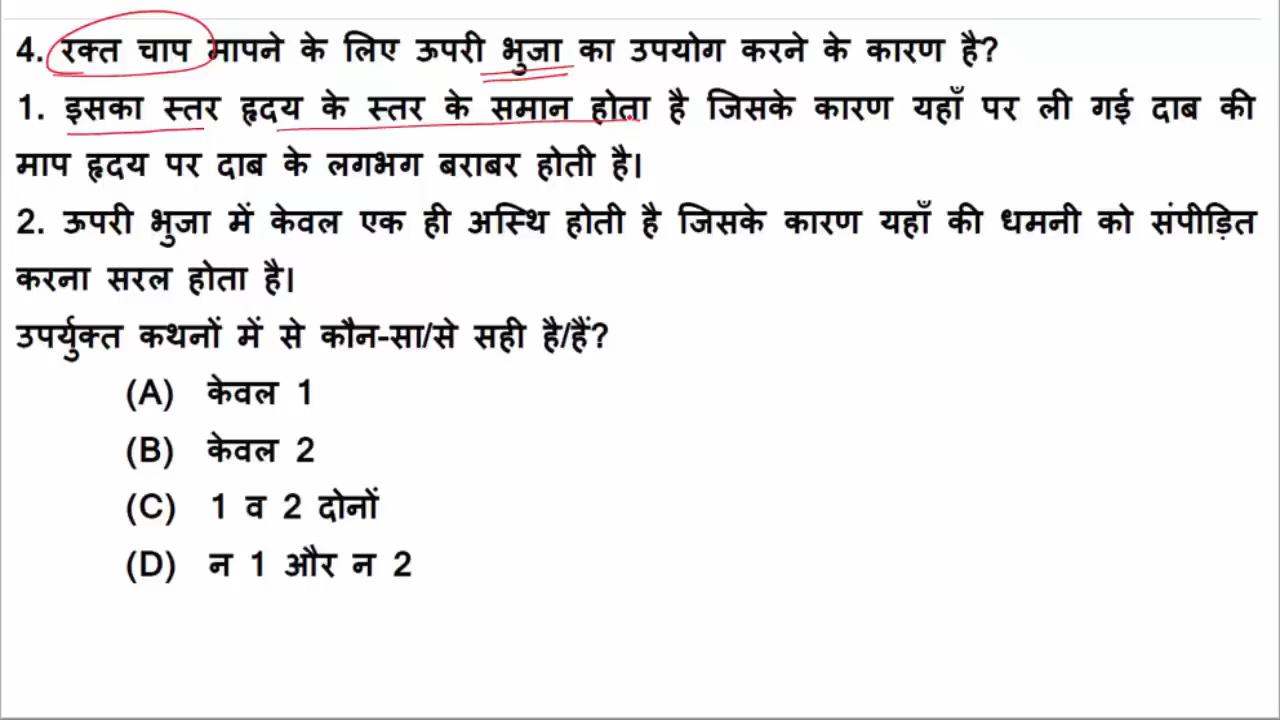 4. रक्त चाप मापने के लिए ऊपरी भुजा का उपयोग करने के कारण है?
1. इसका स्तर हृदय के स्तर के समान होता है जिसके कारण यहाँ पर ली गई दाब की
माप हृदय पर दाब के लगभग बराबर होती है।
2. ऊपरी भुजा में केवल एक ही अस्थि होती है जिसके कारण यहाँ की धमनी को संपीड़ित
करना सरल होता है।
उपर्युक्त कथनों में से कौन-सा/से सही है/हैं?
(A) केवल 1
(B) केवल 2
(C) 1 व 2 दोनों
(D) न 1 और न 2